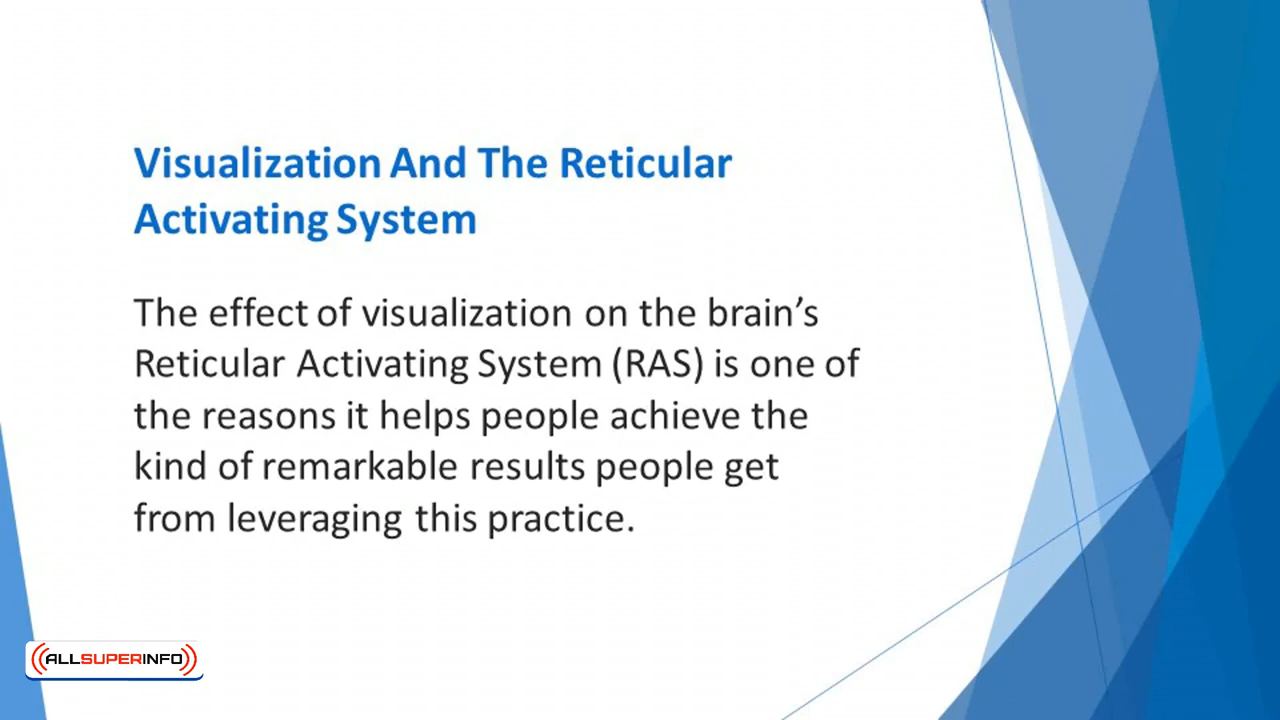 Visualization And The Reticular
Activating System
The effect of visualization on the brain’s
Reticular Activating System (RAS) is one of
the reasons it helps people achieve the
kind of remarkable results people get
from leveraging this practice.
ALLSUPERINFO